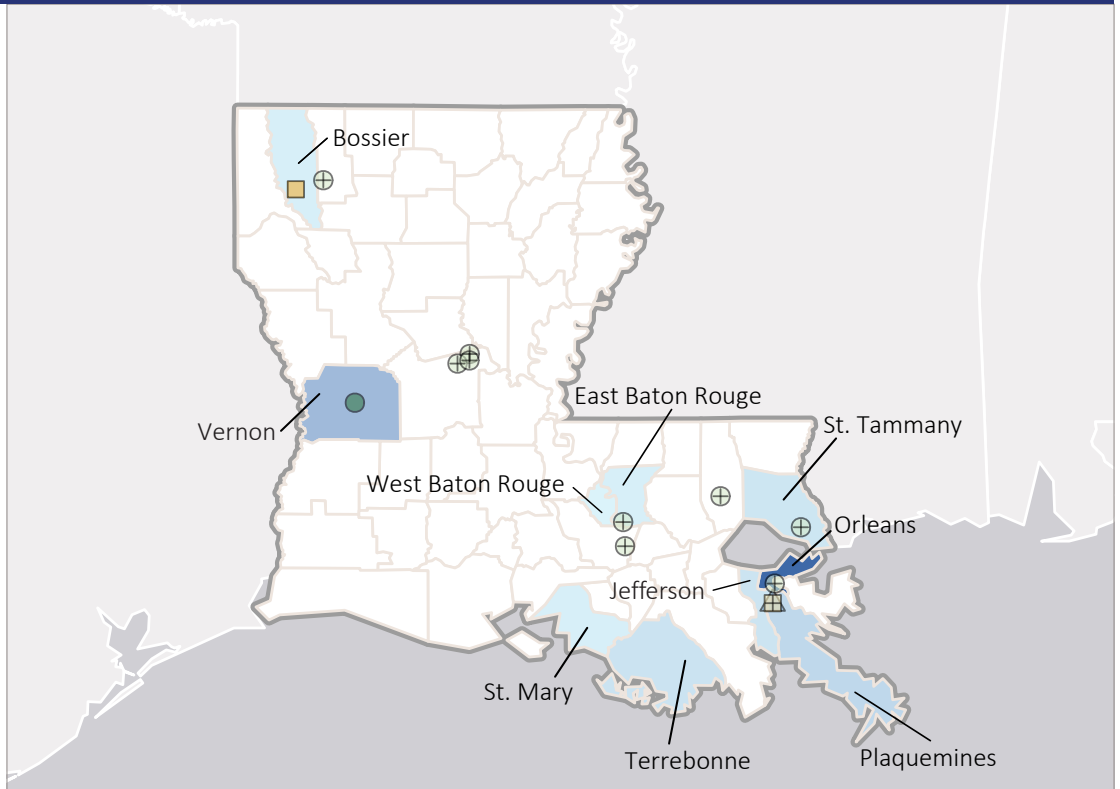 Bossier
East Baton Rouge
Vernon
St. Tammany
West Baton Rouge
Orleans
Jefferson
St. Mary
Terrebonne
Plaquemines